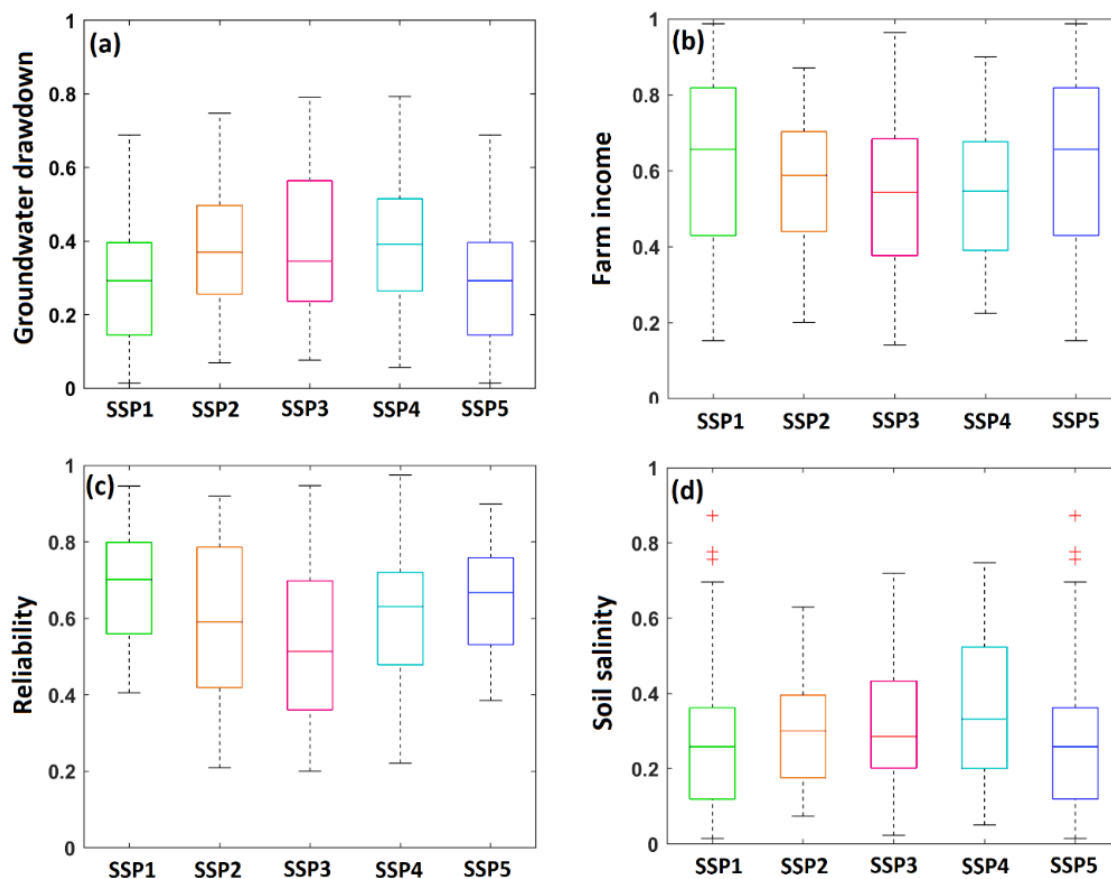 (a)
Groundwater drawdown
1
0.8
0.6
0.4
0.2
0
SSP1 SSP2 SSP3 SSP4 SSP5
(b)
Farm income
1
0.8
0.6
0.4
0.2
0
SSP1 SSP2 SSP3 SSP4 SSP5
(c)
Reliability
1
0.8
0.6
0.4
0.2
0
SSP1 SSP2 SSP3 SSP4 SSP5
(d)
Soil salinity
1
0.8
0.6
0.4
0.2
0
SSP1 SSP2 SSP3 SSP4 SSP5